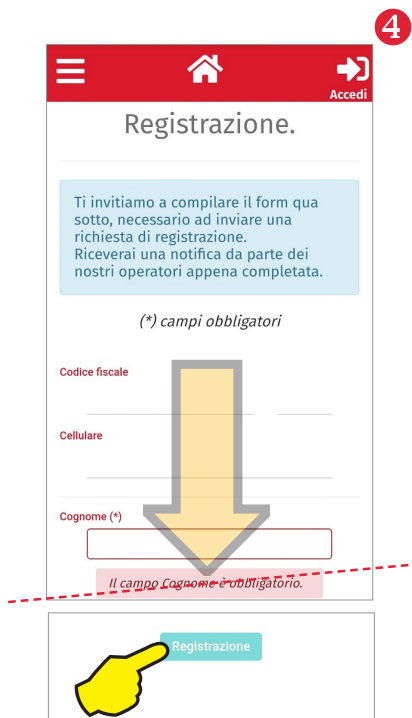 4
Accedi
Registrazione.
Ti invitiamo a compilare il form qua
sotto, necessario ad inviare una
richiesta di registrazione.
Riceverai una notifica da parte dei
nostri operatori appena completata.
(*) campi obbligatori
Codice fiscale
Cellulare
Cognome (*)
Il campo Cognome è obbligatorio.
Registrazione